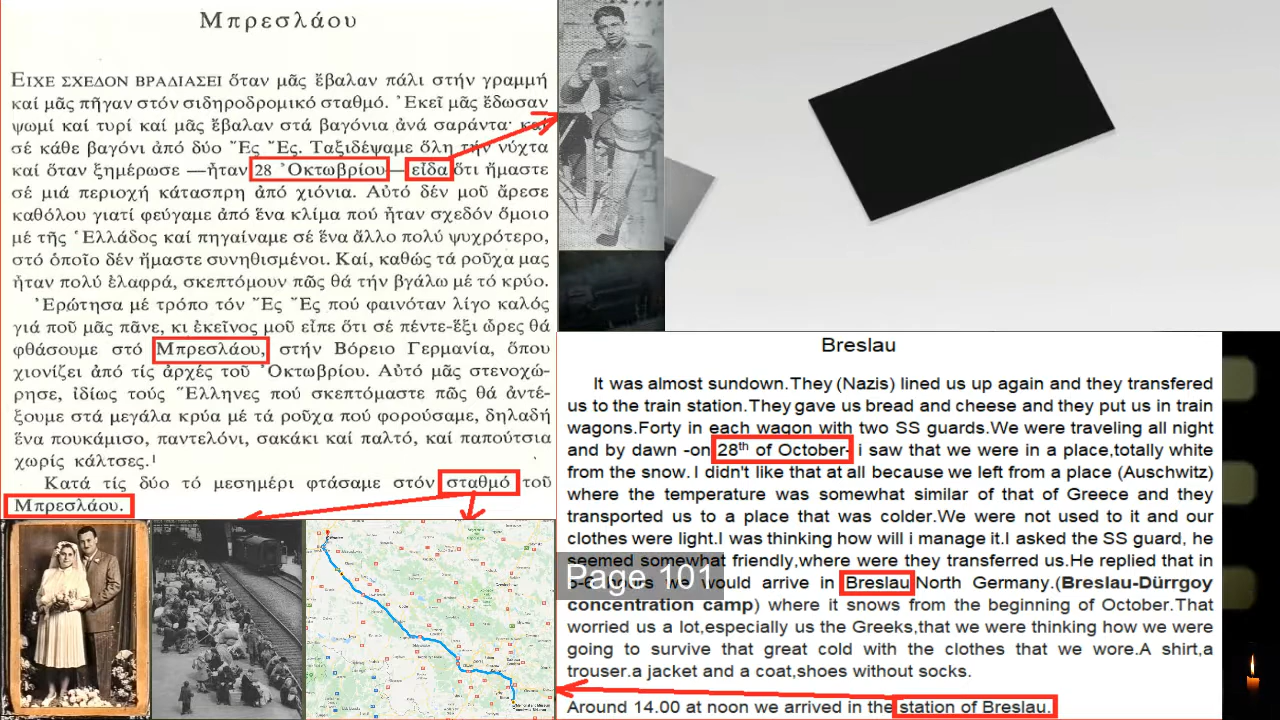 Μπρεσλάου
ΕΙΧΕ ΣΧΕΔΟΝ ΒΡΑΔΙΑΣΕΙ ὅταν μᾶς ἔβαλαν πάλι στήν γραμμή
καί μᾶς πῆγαν στόν σιδηροδρομικό σταθμό. Ἐκεῖ μᾶς ἔδωσαν
ψωμί καί τυρί καί μᾶς ἔβαλαν στά βαγόνια ἀνά σαράντα· καί
σέ κάθε βαγόνι ἀπό δύο Ἒς Ἒς. Ταξιδέψαμε ὅλη τήν νύχτα
καί ὅταν ξημέρωσε —ἦταν 28 Ὀκτωβρίου— εἶδα ὅτι ἤμαστε
σέ μιά περιοχή κάτασπρη ἀπό χιόνια. Αὐτό δέν μοῦ ἄρεσε
καθόλου γιατί φεύγαμε ἀπό ἕνα κλίμα πού ἦταν σχεδόν ὅμοιο
μέ τῆς Ἑλλάδος καί πηγαίναμε σέ ἕνα ἄλλο πολύ ψυχρότερο,
στό ὁποῖο δέν ἤμαστε συνηθισμένοι. Καί, καθώς τά ροῦχα μας
ἦταν πολύ ἐλαφρά, σκεπτόμουν πῶς θά τήν βγάλω μέ τό κρύο.
Ἐρώτησα μέ τρόπο τόν Ἒς Ἒς πού φαινόταν λίγο καλός
γιά ποῦ μᾶς πᾶνε, κι ἐκεῖνος μοῦ εἶπε ὅτι σέ πέντε-ἕξι ὧρες θά
φθάσουμε στό Μπρεσλάου, στήν Βόρειο Γερμανία, ὅπου
χιονίζει ἀπό τίς ἀρχές τοῦ Ὀκτωβρίου. Αὐτό μᾶς στενοχώ-
ρησε, ἰδίως τούς Ἕλληνες πού σκεπτόμαστε πῶς θά ἀντέ-
ξουμε στά μεγάλα κρύα μέ τά ροῦχα πού φορούσαμε, δηλαδή
ἕνα πουκάμισο, παντελόνι, σακάκι καί παλτό, καί παπούτσια
χωρίς κάλτσες.¹
Κατά τίς δύο τό μεσημέρι φτάσαμε στόν σταθμό τοῦ
Μπρεσλάου.
Breslau
It was almost sundown.They (Nazis) lined us up again and they transfered
us to the train station.They gave us bread and cheese and they put us in train
wagons.Forty in each wagon with two SS guards.We were traveling all night
and by dawn -on 28th of October- i saw that we were in a place,totally white
from the snow. I didn't like that at all because we left from a place (Auschwitz)
where the temperature was somewhat similar of that of Greece and they
transported us to a place that was colder.We were not used to it and our
clothes were light.I was thinking how will i manage it.I asked the SS guard, he
seemed somewhat friendly,where were they transferred us.He replied that in
would arrive in Breslau North Germany.(Breslau-Dürrgoy
concentration camp) where it snows from the beginning of October.That
worried us a lot,especially us the Greeks,that we were thinking how we were
going to survive that great cold with the clothes that we wore.A shirt,a
trouser.a jacket and a coat,shoes without socks.
Around 14.00 at noon we arrived in the station of Breslau.
Page 101